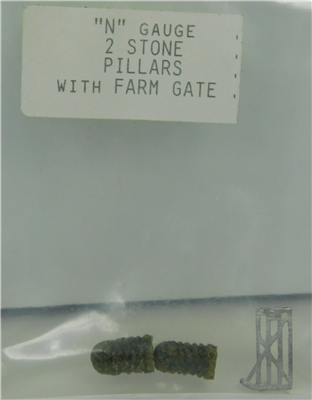 "N" GAUGE
2 STONE
PILLARS
WITH FARM GATE